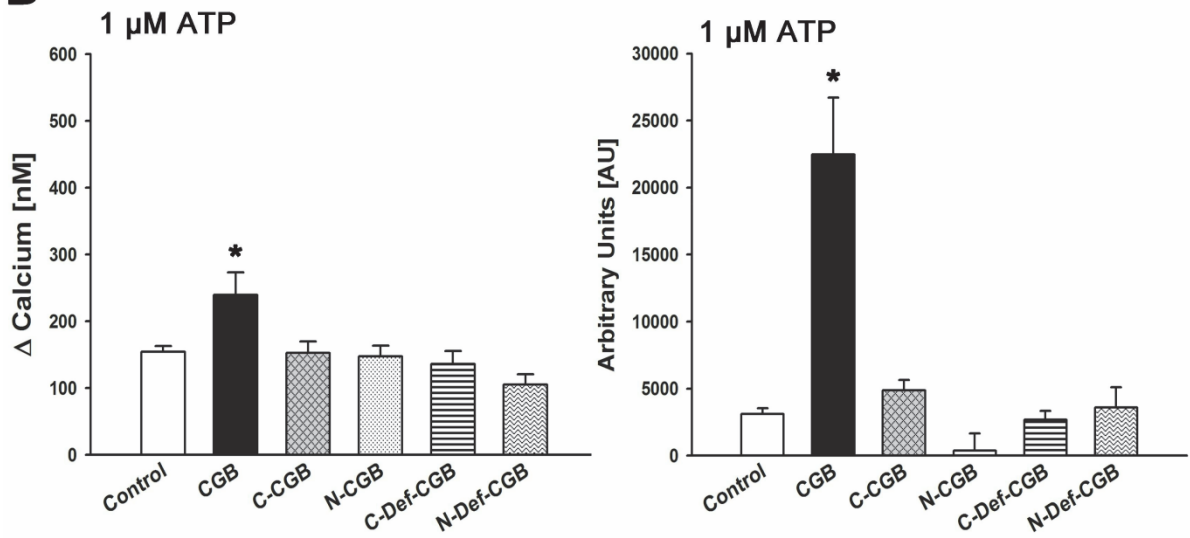 1 µM ATP
600
500
400
300
200
100
0
Δ Calcium [nM]
*
Control
CGB
C-CGB
N-CGB
C-Def-CGB
N-Def-CGB
1 µM ATP
30000
25000
20000
15000
10000
5000
0
Arbitrary Units [AU]
*
Control
CGB
C-CGB
N-CGB
C-Def-CGB
N-Def-CGB